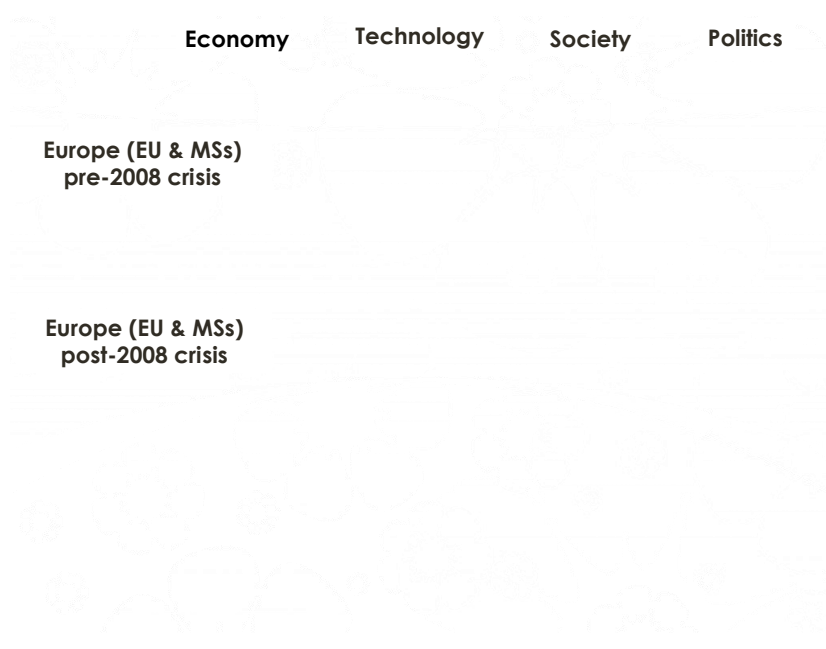 Economy Technology Society Politics
Europe (EU & MSs)
pre-2008 crisis
Europe (EU & MSs)
post-2008 crisis